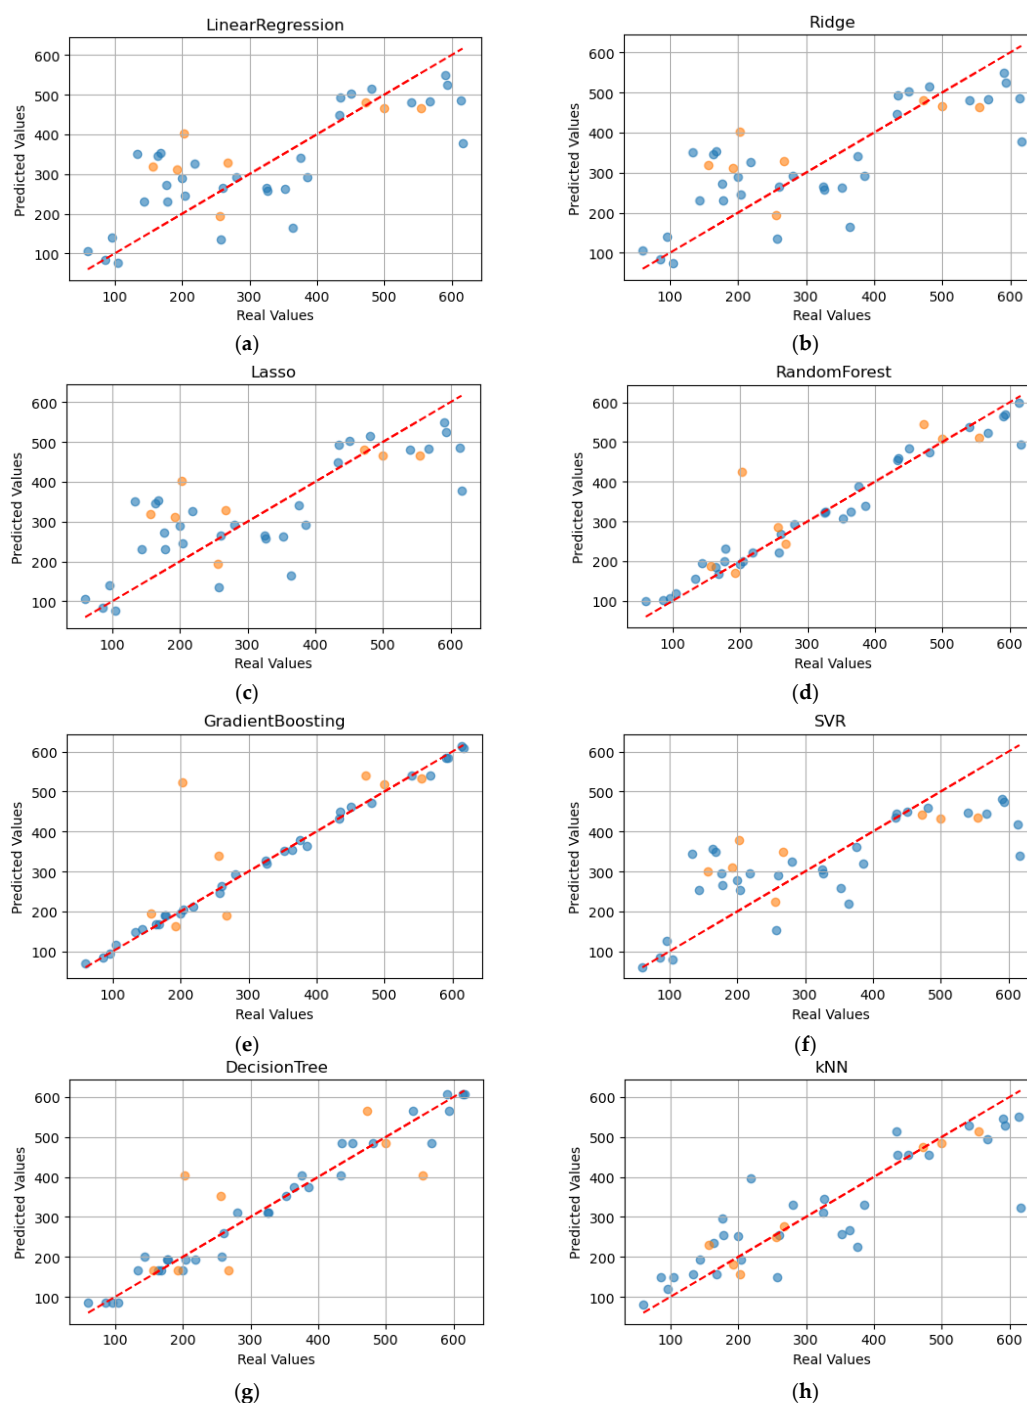 LinearRegression
Predicted Values
600
500
400
300
200
100
100 200 300 400 500 600
Real Values
(a)
Ridge
Predicted Values
600
500
400
300
200
100
100 200 300 400 500 600
Real Values
(b)
Lasso
Predicted Values
600
500
400
300
200
100
100 200 300 400 500 600
Real Values
(c)
RandomForest
Predicted Values
600
500
400
300
200
100
100 200 300 400 500 600
Real Values
(d)
GradientBoosting
Predicted Values
600
500
400
300
200
100
100 200 300 400 500 600
Real Values
(e)
SVR
Predicted Values
600
500
400
300
200
100
100 200 300 400 500 600
Real Values
(f)
DecisionTree
Predicted Values
600
500
400
300
200
100
100 200 300 400 500 600
Real Values
(g)
kNN
Predicted Values
600
500
400
300
200
100
100 200 300 400 500 600
Real Values
(h)